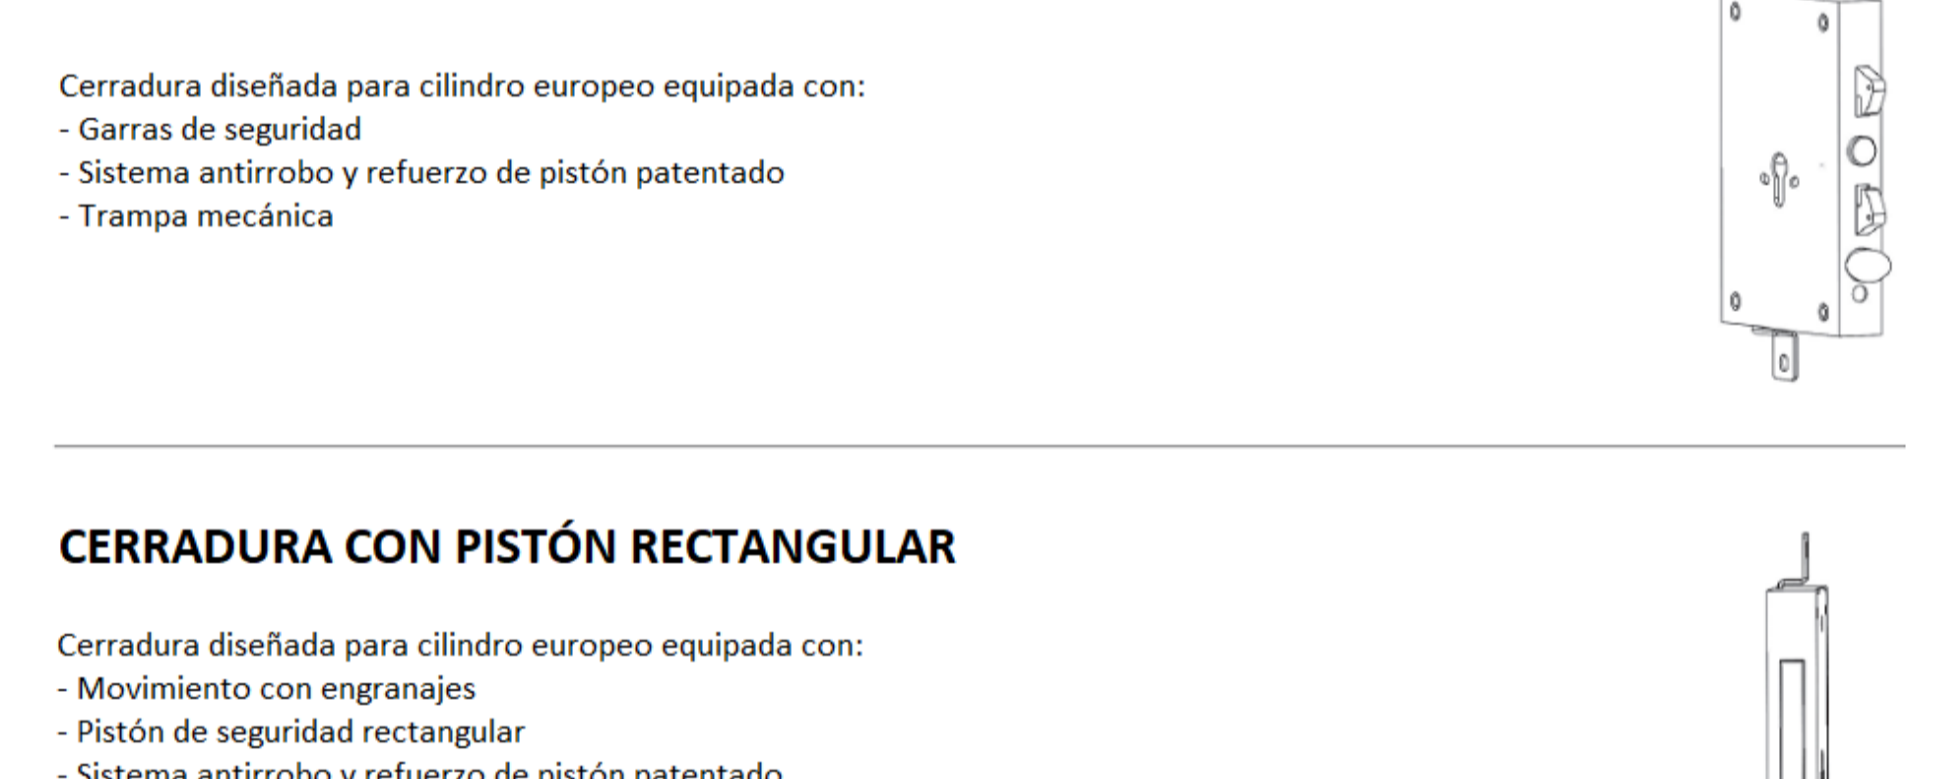 Cerradura diseñada para cilindro europeo equipada con:
- Garras de seguridad
- Sistema antirrobo y refuerzo de pistón patentado
- Trampa mecánica
CERRADURA CON PISTÓN RECTANGULAR
Cerradura diseñada para cilindro europeo equipada con:
- Movimiento con engranajes
- Pistón de seguridad rectangular
- Sistema antirrobo y refuerzo de pistón patentado